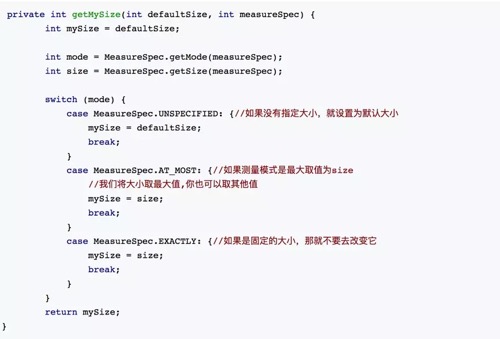 private int getMySize(int defaultSize, int measureSpec) {
int mySize = defaultSize;
int mode = MeasureSpec.getMode(measureSpec);
int size = MeasureSpec.getSize(measureSpec);
switch (mode) {
case MeasureSpec.UNSPECIFIED: {//如果没有指定大小，就设置为默认大小
mySize = defaultSize;
break;
}
case MeasureSpec.AT_MOST: {//如果测量模式是最大取值为size
//我们将大小取最大值,你也可以取其他值
mySize = size;
break;
}
case MeasureSpec.EXACTLY: {//如果是固定的大小，那就不要去改变它
mySize = size;
break;
}
}
return mySize;
}